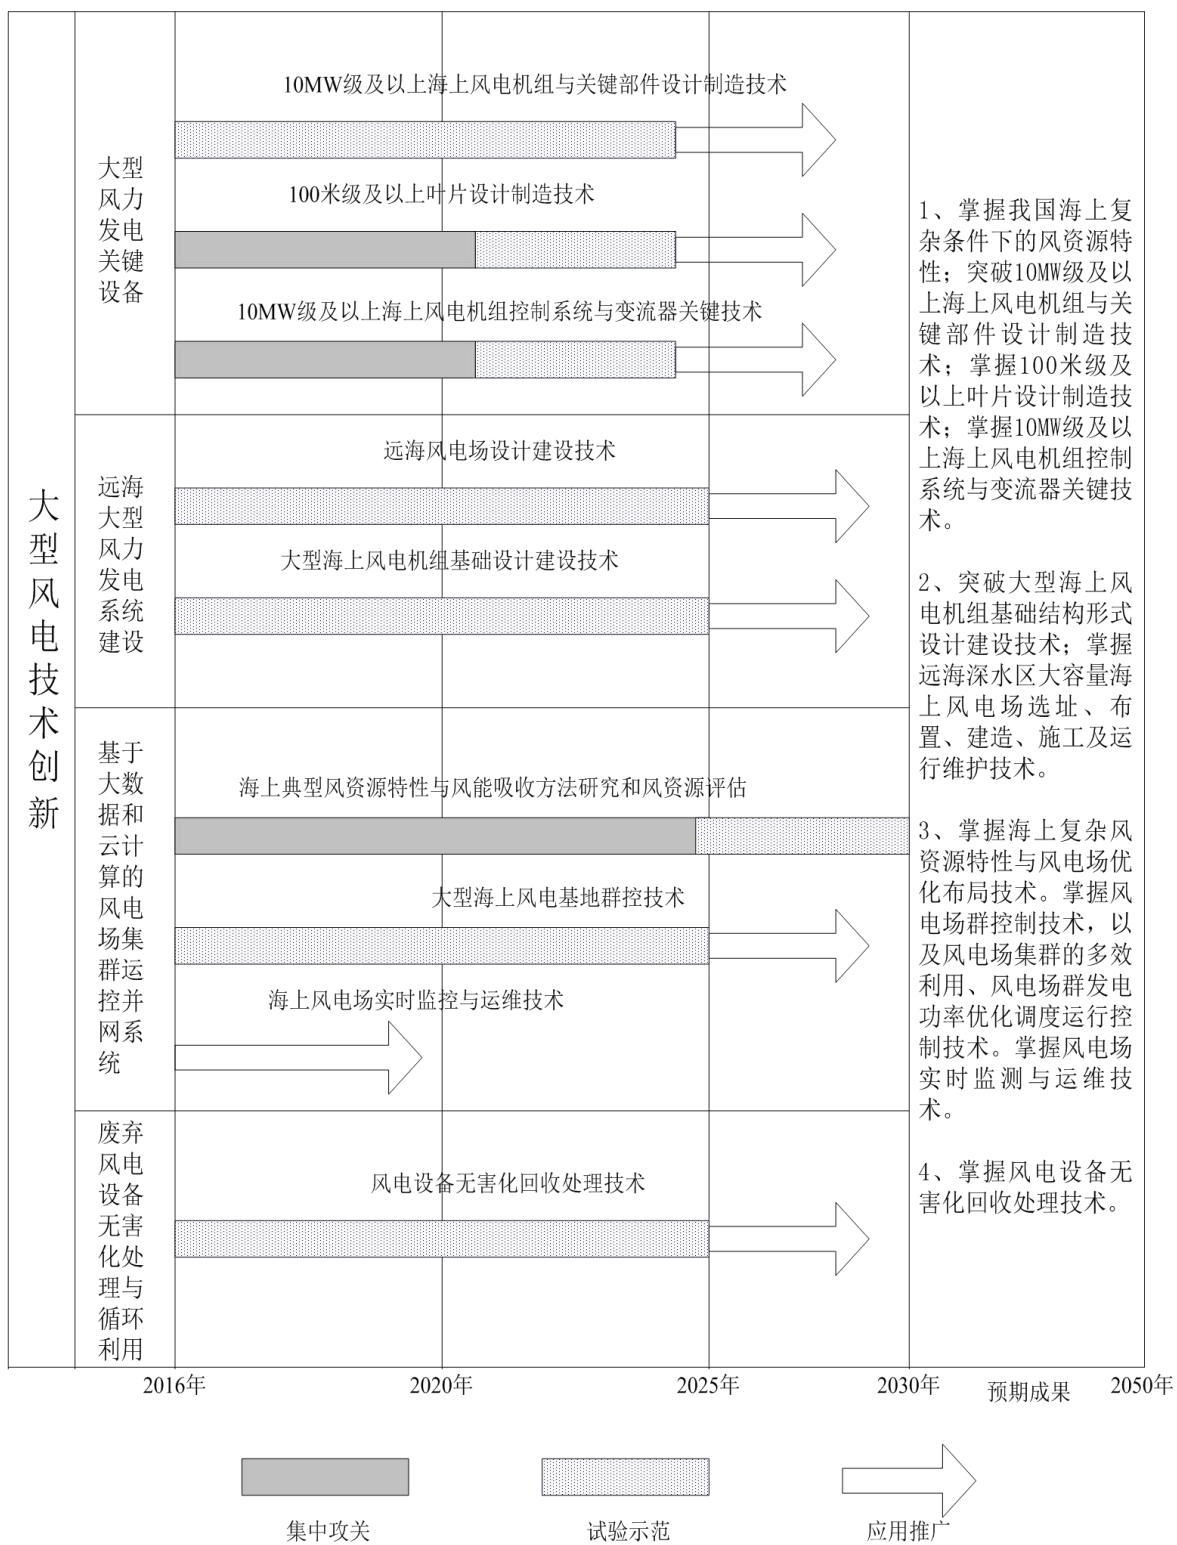 大型风电技术创新
大型
风力
发电
关键
设备
10MW级及以上海上风电机组与关键部件设计制造技术
100米级及以上叶片设计制造技术
10MW级及以上海上风电机组控制系统与变流器关键技术
远海
大型
风力
发电
系统
建设
远海风电场设计建设技术
大型海上风电机组基础设计建设技术
基于
大数
据和
云计
算的
风电
场集
群运
控并
网系
统
海上典型风资源特性与风能吸收方法研究和风资源评估
大型海上风电基地群控技术
海上风电场实时监控与运维技术
废弃
风电
设备
无害
化处
理与
循环
利用
风电设备无害化回收处理技术
1、掌握我国海上复
杂条件下的风资源特
性；突破10MW级及以
上海上风电机组与关
键部件设计制造技
术；掌握100米级及
以上叶片设计制造技
术；掌握10MW级及以
上海上风电机组控制
系统与变流器关键技
术。
2、突破大型海上风
电机组基础结构形式
设计建设技术；掌握
远海深水区大容量海
上风电场选址、布
置、建造、施工及运
行维护技术。
3、掌握海上复杂风
资源特性与风电场优
化布局技术。掌握风
电场群控制技术，以
及风电场集群的多效
利用、风电场群发电
功率优化调度运行控
制技术。掌握风电场
实时监测与运维技
术。
4、掌握风电设备无
害化回收处理技术。
2016年
2020年
2025年
2030年
预期成果
2050年
集中攻关
试验示范
应用推广